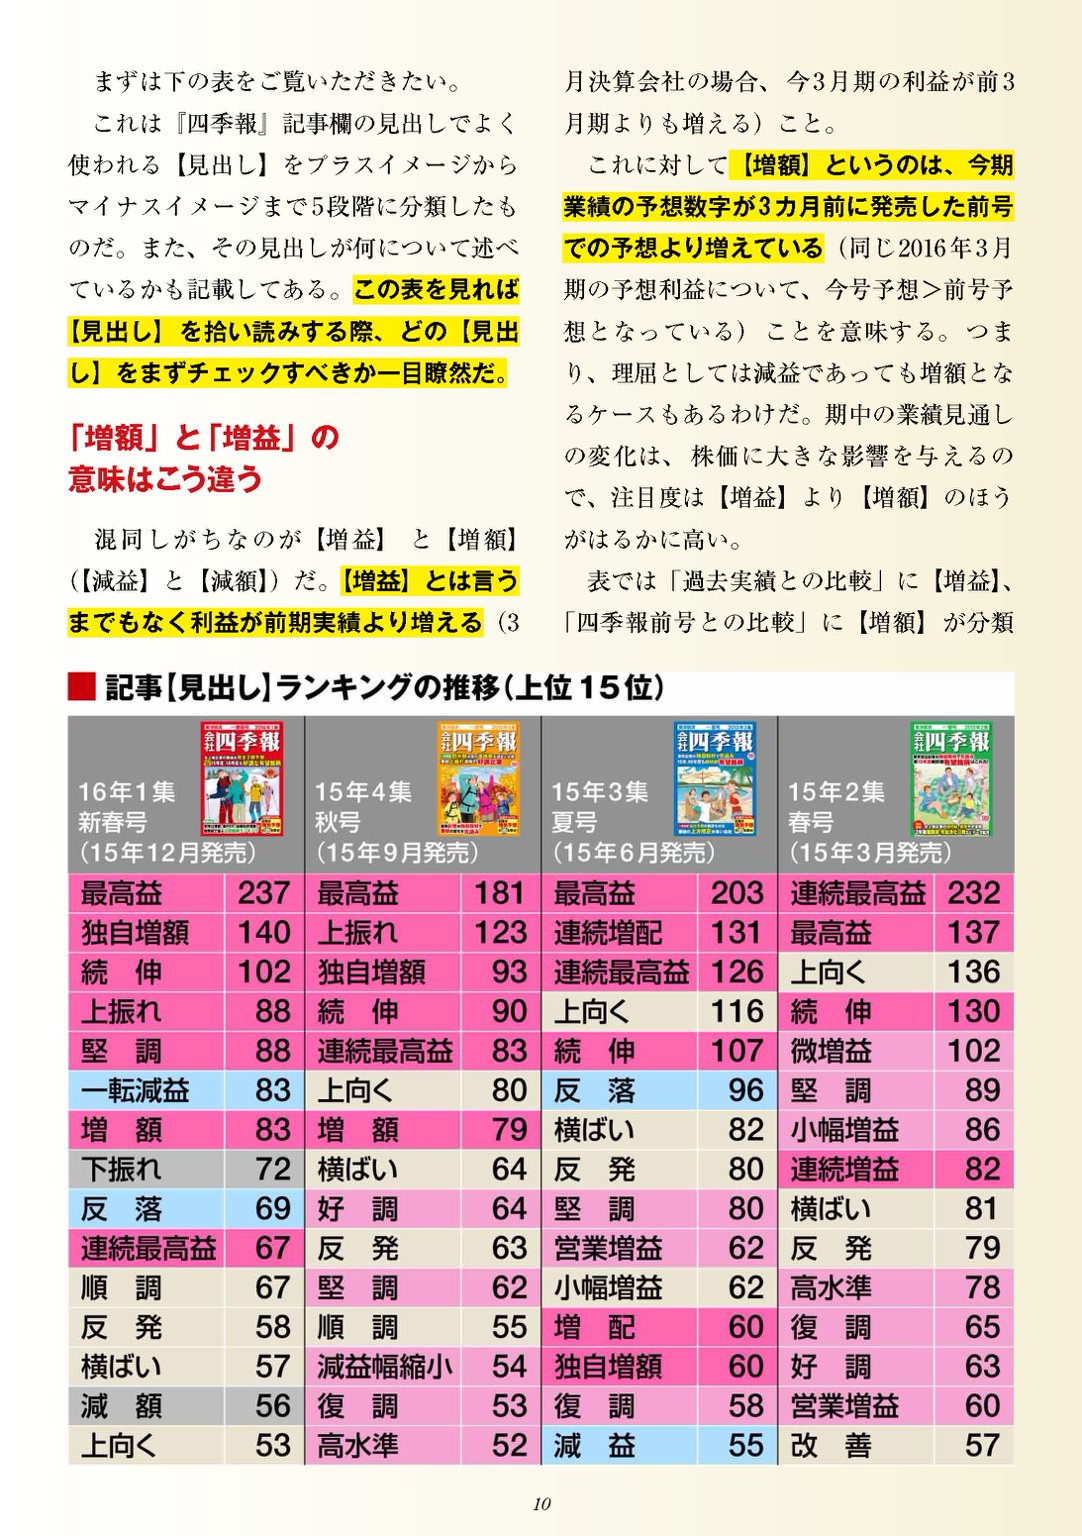 まずは下の表をご覧いただきたい。
これは『四季報』記事欄の見出しでよく
使われる【見出し】をプラスイメージから
マイナスイメージまで5段階に分類したも
のだ。また、その見出しが何について述べ
ているかも記載してある。この表を見れば
【見出し】を拾い読みする際、どの【見出
し】をまずチェックすべきか一目瞭然だ。
「増額」と「増益」の
意味はこう違う
混同しがちなのが【増益】と【増額】
（【減益】と【減額】）だ。【増益】とは言う
までもなく利益が前期実績より増える（3
月決算会社の場合、今3月期の利益が前3
月期よりも増える）こと。
これに対して【増額】というのは、今期
業績の予想数字が3カ月前に発売した前号
での予想より増えている（同じ2016年3月
期の予想利益について、今号予想＞前号予
想となっている）ことを意味する。つま
り、理屈としては減益であっても増額とな
るケースもあるわけだ。期中の業績見通し
の変化は、株価に大きな影響を与えるの
で、注目度は【増益】より【増額】のほう
がはるかに高い。
表では「過去実績との比較」に【増益】、
「四季報前号との比較」に【増額】が分類
■ 記事【見出し】ランキングの推移（上位15位）
会社 四季報 会社 四季報 会社 四季報 会社 四季報
16年1集 15年4集 15年3集 15年2集
新春号 秋号 夏号 春号
（15年12月発売） （15年9月発売） （15年6月発売） （15年3月発売）
最高益 237 最高益 181 最高益 203 連続最高益 232
独自増額 140 上振れ 123 連続増配 131 最高益 137
続　伸 102 独自増額 93 連続最高益 126 上向く 136
上振れ 88 続　伸 90 上向く 116 続　伸 130
堅　調 88 連続最高益 83 続　伸 107 微増益 102
一転減益 83 上向く 80 反　落 96 堅　調 89
増　額 83 増　額 79 横ばい 82 小幅増益 86
下振れ 72 横ばい 64 反　発 80 連続増益 82
反　落 69 好　調 64 堅　調 80 横ばい 81
連続最高益 67 反　発 63 営業増益 62 反　発 79
順　調 67 堅　調 62 小幅増益 62 高水準 78
反　発 58 順　調 55 増　配 60 復　調 65
横ばい 57 減益幅縮小 54 独自増額 60 好　調 63
減　額 56 復　調 53 復　調 58 営業増益 60
上向く 53 高水準 52 減　益 55 改　善 57
10